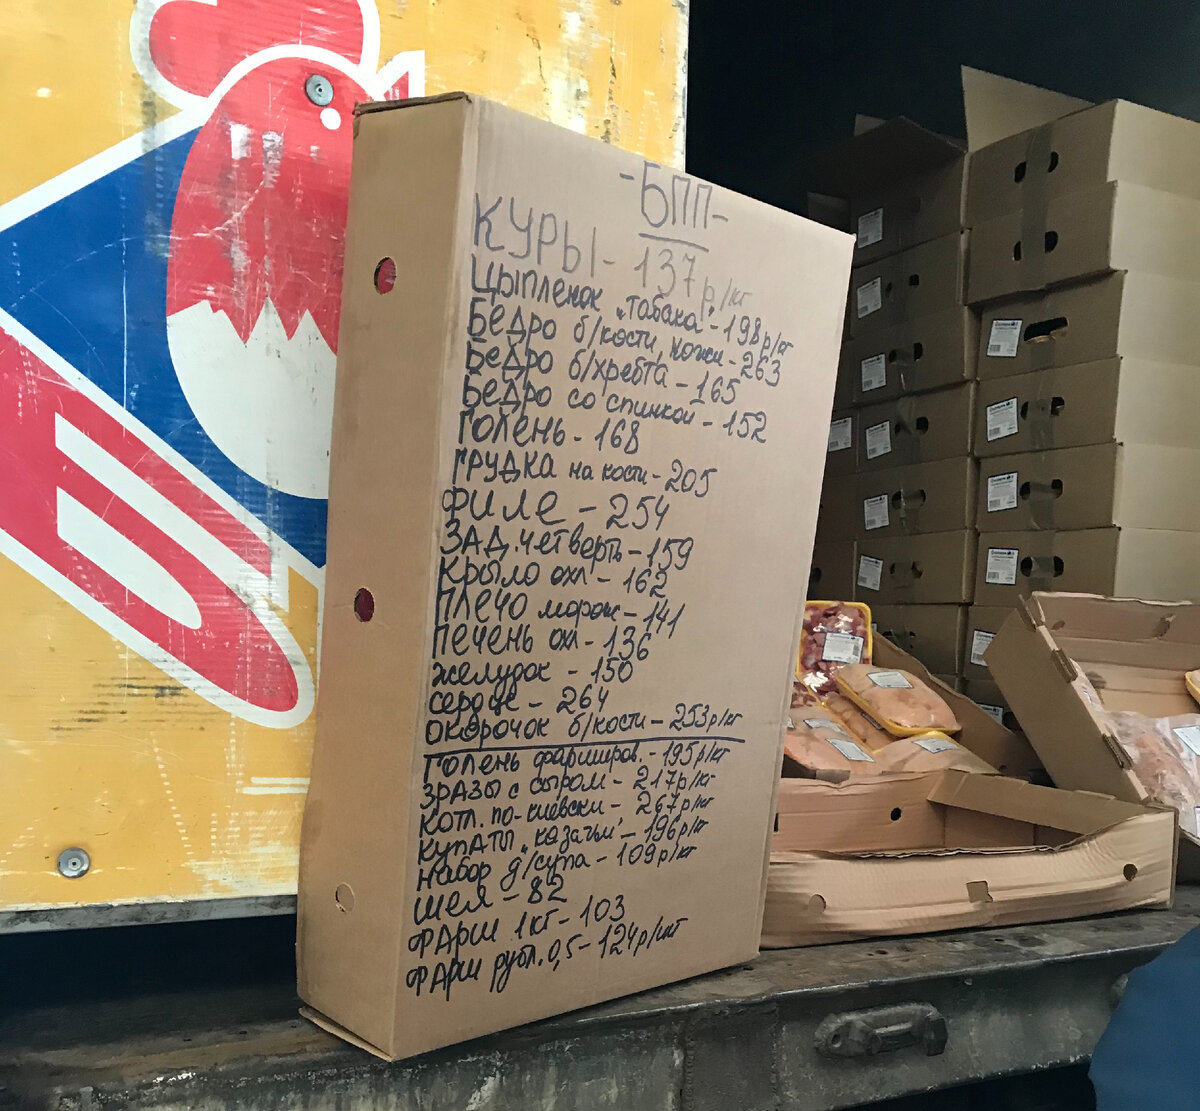 -БПП-
КУРЫ - 137 р/кг
Цыпленок „Табака" - 198 р/кг
Бедро б/кости, кожи - 263
Бедро б/хребта - 165
Бедро со спинкой - 152
Голень - 168
Грудка на кости - 205
Филе - 254
ЗАД. четверть - 159
Крыло охл - 162
Плечо морож - 141
Печень охл - 136
желудок - 150
сердце - 264
Окорочок б/кости - 253 р/кг
Голень фарширов. - 195 р/кг
Зразы с сыром - 217 р/кг
Котл. по-киевски - 267 р/кг
Купаты „казачьи" - 196 р/кг
Набор д/супа - 109 р/кг
Шея - 82
ФАРШ 1кг - 103
ФАРШ рубл. 0,5 - 124 р/кг